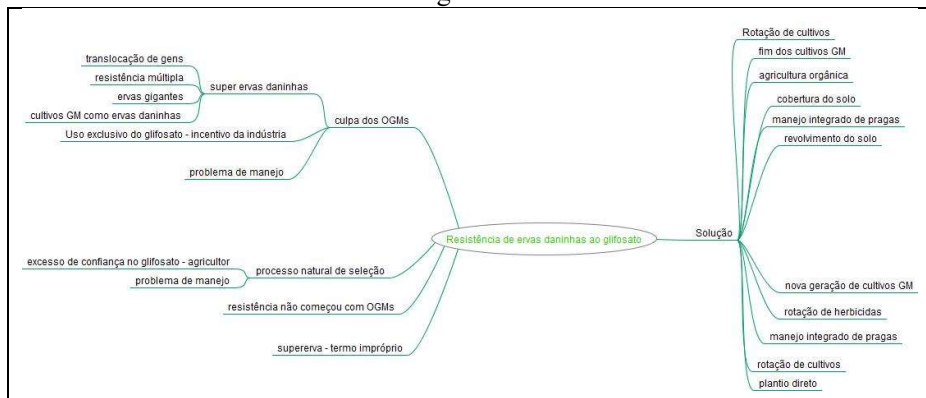 translocação de gens
resistência múltipla
ervas gigantes
cultivos GM como ervas daninhas
super ervas daninhas
Uso exclusivo do glifosato - incentivo da indústria
problema de manejo
culpa dos OGMs
excesso de confiança no glifosato - agricultor
problema de manejo
processo natural de seleção
resistência não começou com OGMs
supererva - termo impróprio
Resistência de ervas daninhas ao glifosato
Solução
Rotação de cultivos
fim dos cultivos GM
agricultura orgânica
cobertura do solo
manejo integrado de pragas
revolvimento do solo
nova geração de cultivos GM
rotação de herbicidas
manejo integrado de pragas
rotação de cultivos
plantio direto